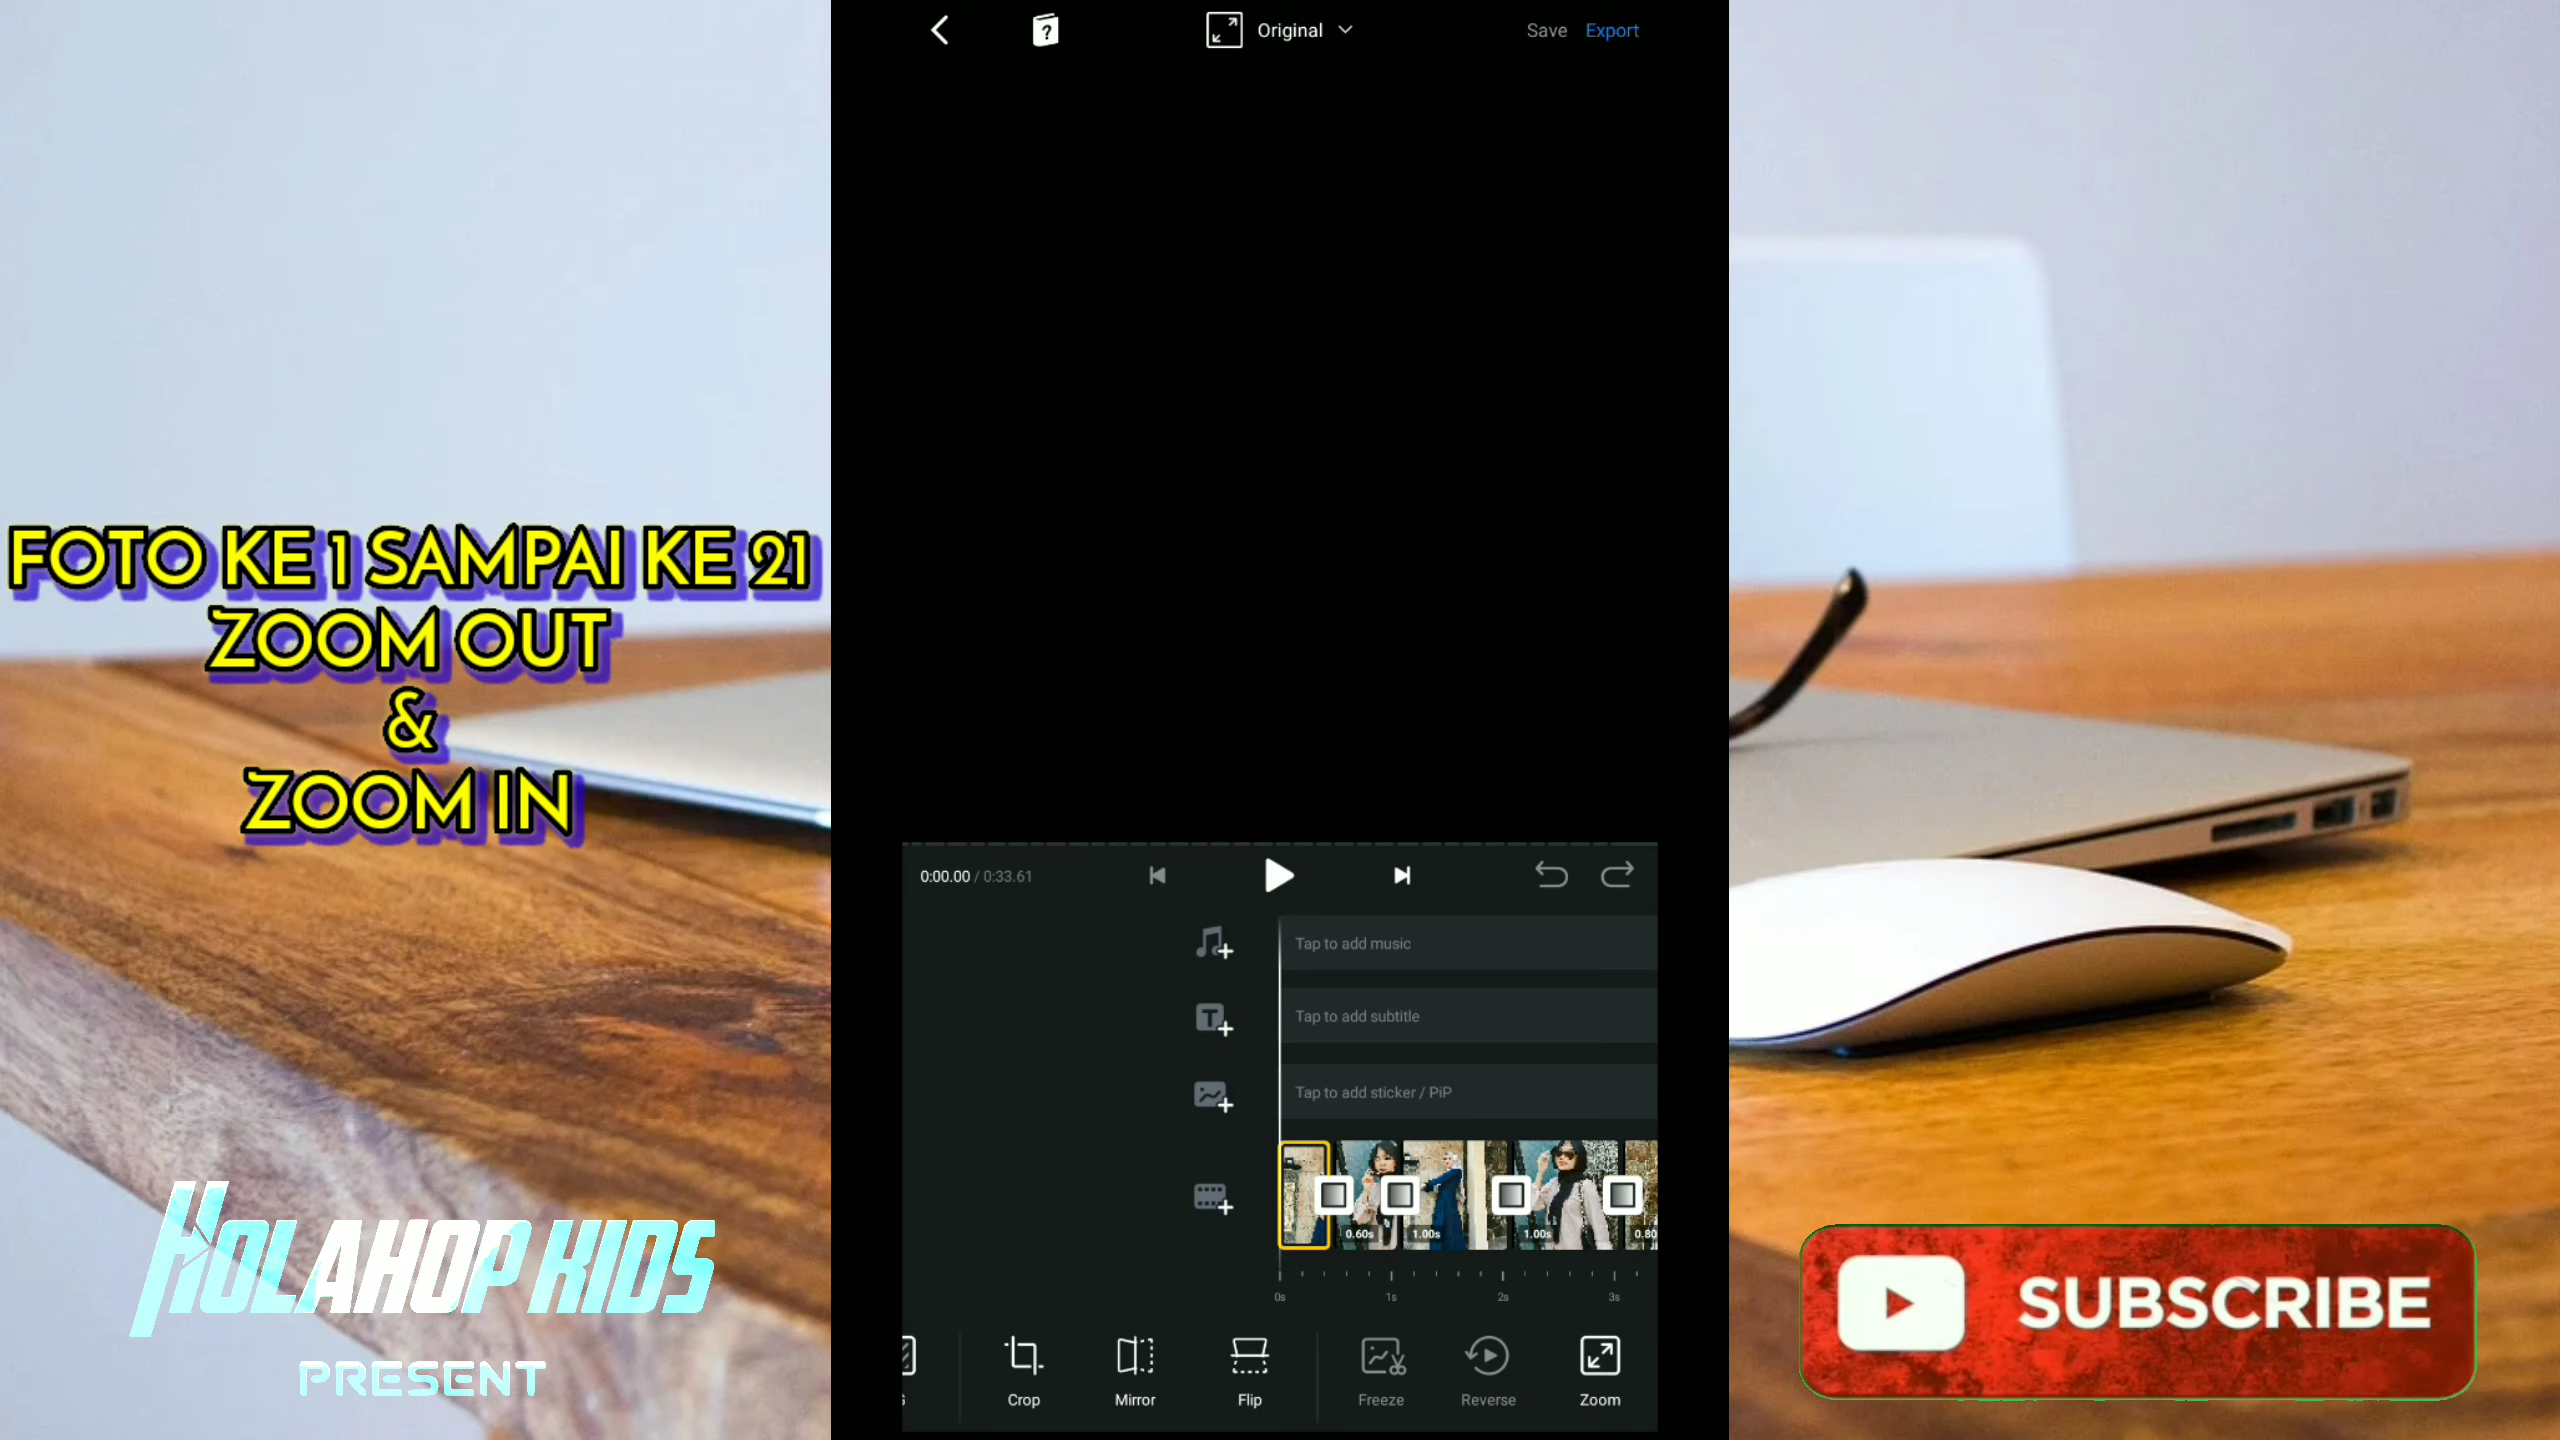 Original
Save
Export
FOTO KE 1 SAMPAI KE 21
ZOOM OUT
&
ZOOM IN
0:00.00 / 0:33.61
Tap to add music
Tap to add subtitle
Tap to add sticker / PiP
0.60s
1.00s
1.00s
0.80
0s
1s
2s
3s
Crop
Mirror
Flip
Freeze
Reverse
Zoom
HOLAHOP KIDS
PRESENT
SUBSCRIBE